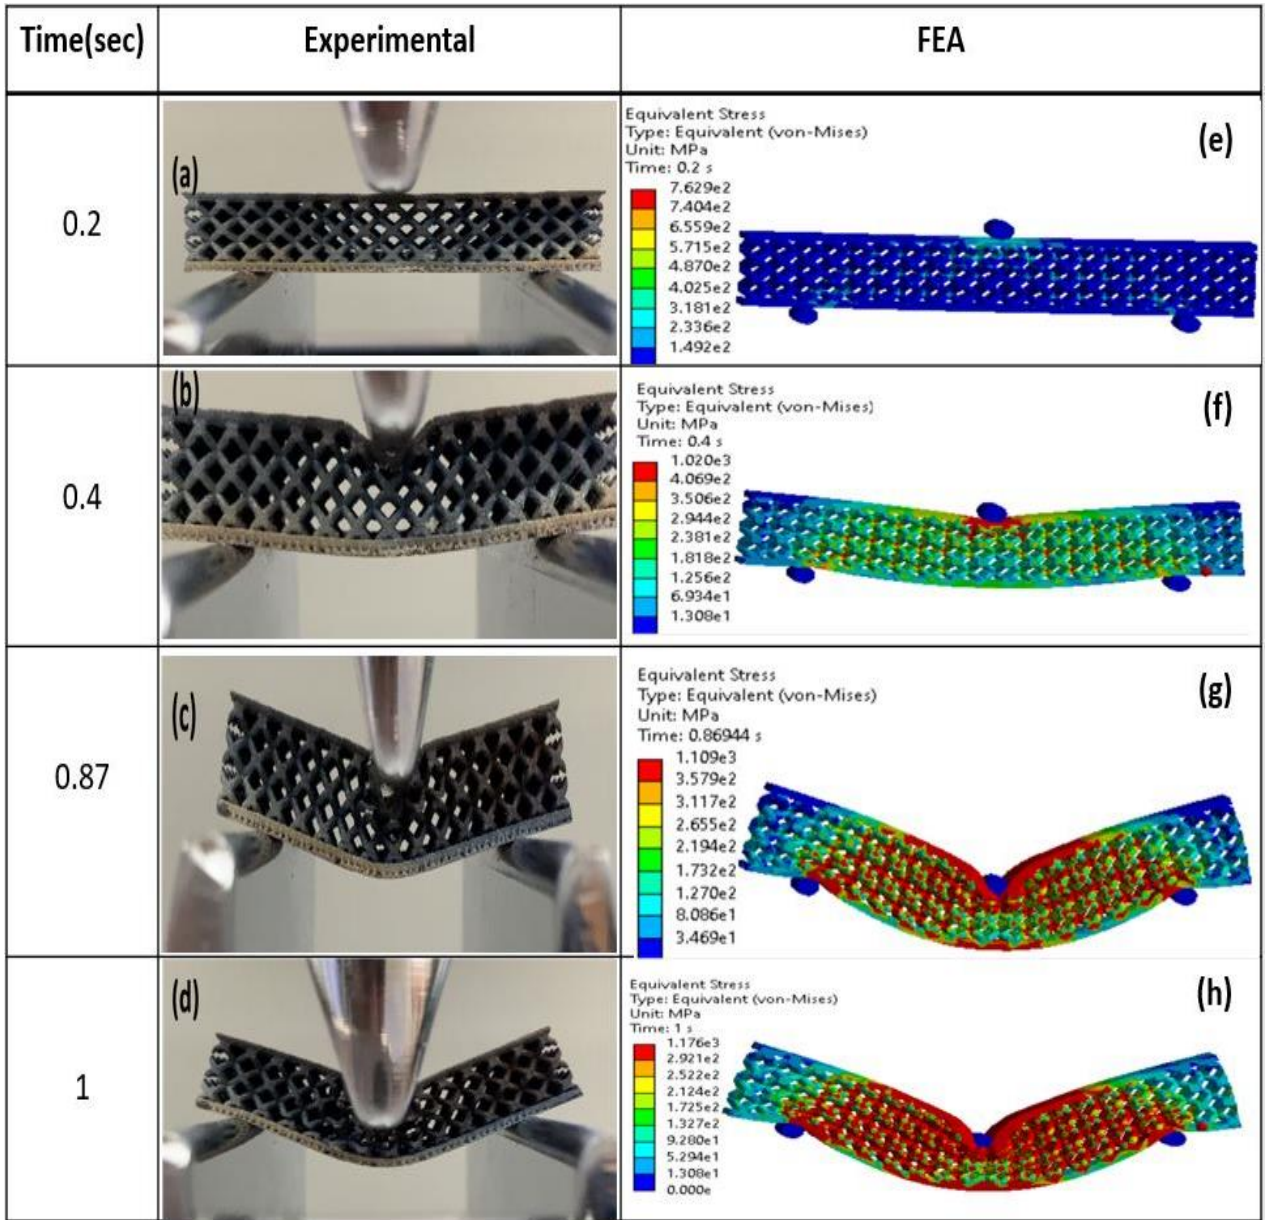 Time(sec) Experimental FEA
0.2
(a)
Equivalent Stress
Type: Equivalent (von-Mises)
Unit: MPa
Time: 0.2 s
(e)
7.629e2
7.404e2
6.559e2
5.715e2
4.870e2
4.025e2
3.181e2
2.336e2
1.492e2
0.4
(b)
Equivalent Stress
Type: Equivalent (von-Mises)
Unit: MPa
Time: 0.4 s
(f)
1.020e3
4.069e2
3.506e2
2.944e2
2.381e2
1.818e2
1.256e2
6.934e1
1.308e1
0.87
(c)
Equivalent Stress
Type: Equivalent (von-Mises)
Unit: MPa
Time: 0.86944 s
(g)
1.109e3
3.579e2
3.117e2
2.655e2
2.194e2
1.732e2
1.270e2
8.086e1
3.469e1
1
(d)
Equivalent Stress
Type: Equivalent (von-Mises)
Unit: MPa
Time: 1 s
(h)
1.176e3
2.921e2
2.522e2
2.124e2
1.725e2
1.327e2
9.280e1
5.294e1
1.308e1
0.000e